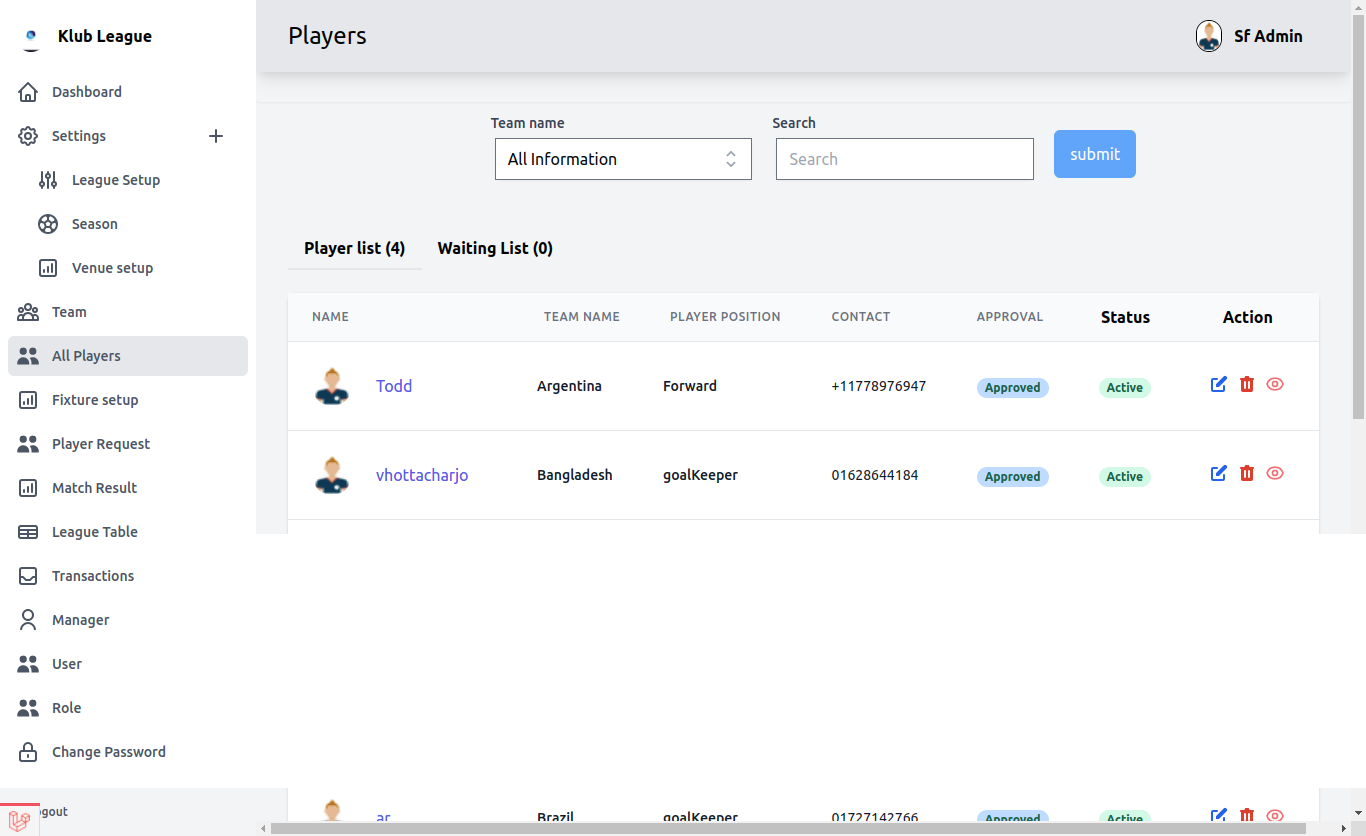 Klub League
Players
Sf Admin
Dashboard
Settings
League Setup
Season
Venue setup
Team
All Players
Fixture setup
Player Request
Match Result
League Table
Transactions
Manager
User
Role
Change Password
gout
Team name
Search
All Information
Search
submit
Player list (4)
Waiting List (0)
NAME TEAM NAME PLAYER POSITION CONTACT APPROVAL Status Action
Todd Argentina Forward +11778976947 Approved Active
vhottacharjo Bangladesh goalKeeper 01628644184 Approved Active
ar Brazil goalKeeper 01727142766 Approved Active